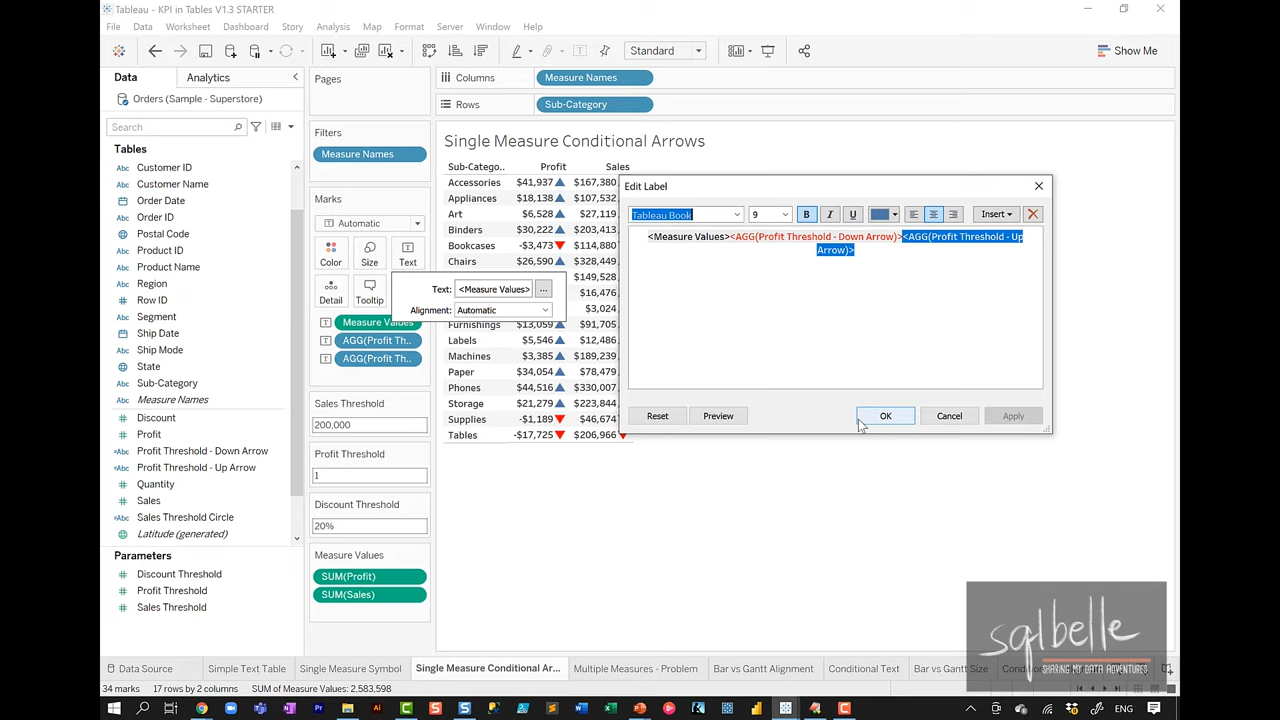 Tableau - KPI in Tables V1.3 STARTER
File Data Worksheet Dashboard Story Analysis Map Format Server Window Help
Standard
Show Me
Data
Analytics
Orders (Sample - Superstore)
Search
Tables
Customer ID
Customer Name
Order Date
Order ID
Postal Code
Product ID
Product Name
Region
Row ID
Segment
Ship Date
Ship Mode
State
Sub-Category
Measure Names
Discount
Profit
Profit Threshold - Down Arrow
Profit Threshold - Up Arrow
Quantity
Sales
Sales Threshold Circle
Latitude (generated)
Parameters
Discount Threshold
Profit Threshold
Sales Threshold
Pages
Filters
Measure Names
Marks
Automatic
Color Size Text
Detail Tooltip
Measure Values
AGG(Profit Th..
AGG(Profit Th..
Sales Threshold
200,000
Profit Threshold
1
Discount Threshold
20%
Measure Values
SUM(Profit)
SUM(Sales)
Text: <Measure Values> ...
Alignment: Automatic
Columns Measure Names
Rows Sub-Category
Single Measure Conditional Arrows
Sub-Catego.. Profit Sales
Accessories $41,937▲ $167,380
Appliances $18,138▲ $107,532
Art $6,528▲ $27,119
Binders $30,222▲ $203,413
Bookcases -$3,473▼ $114,880
Chairs $26,590▲ $328,449
$149,528
$16,476
$3,024
Furnishings $13,059▲ $91,705
Labels $5,546▲ $12,486
Machines $3,385▲ $189,239
Paper $34,054▲ $78,479
Phones $44,516▲ $330,007
Storage $21,279▲ $223,844
Supplies -$1,189▼ $46,674
Tables -$17,725▼ $206,966▼
Edit Label
Tableau Book 9 B I U Insert
<Measure Values><AGG(Profit Threshold - Down Arrow)><AGG(Profit Threshold - Up
Arrow)>
Reset Preview OK Cancel Apply
sqlbelle
SHARING MY DATA ADVENTURES
Data Source Simple Text Table Single Measure Symbol Single Measure Conditional Ar... Multiple Measures - Problem Bar vs Gantt Alignment Conditional Text Bar vs Gantt Size
34 marks 17 rows by 2 columns SUM of Measure Values: 2,583,598
ENG